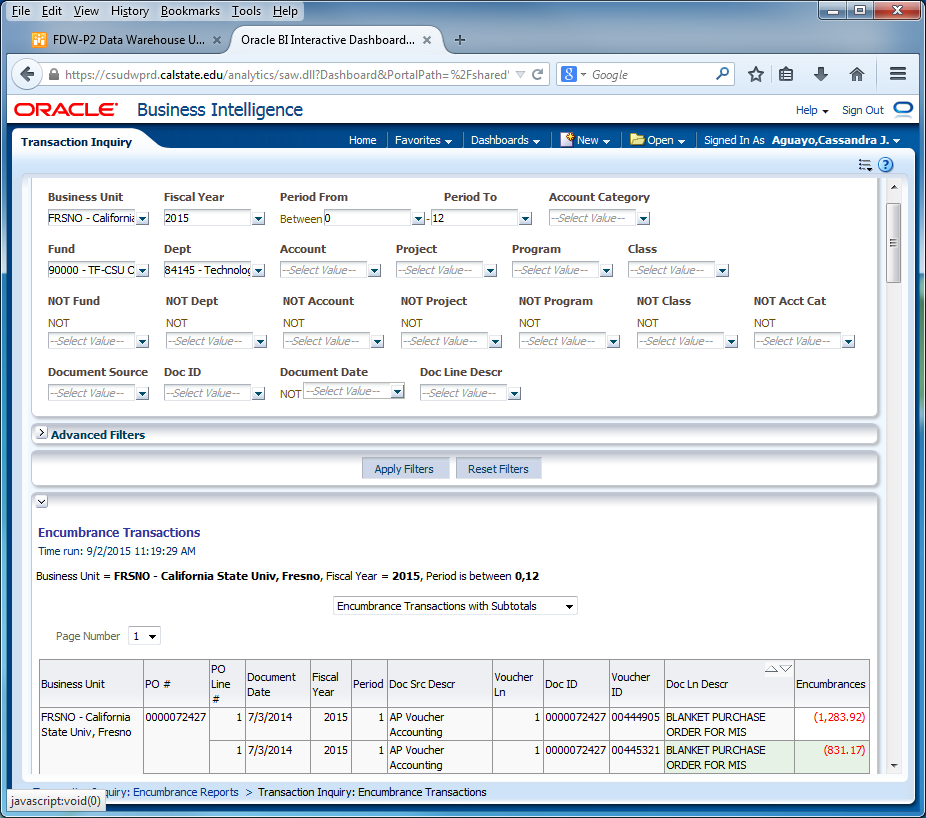 File Edit View History Bookmarks Tools Help
FDW-P2 Data Warehouse U... × Oracle BI Interactive Dashboard... × +
https://csudwprd.calstate.edu/analytics/saw.dll?Dashboard&PortalPath=%2Fshared' Google
ORACLE Business Intelligence Help Sign Out
Transaction Inquiry Home Favorites Dashboards New Open Signed In As Aguayo,Cassandra J.
Business Unit Fiscal Year Period From Period To Account Category
FRSNO - California 2015 Between 0 - 12 --Select Value--
Fund Dept Account Project Program Class
90000 - TF-CSU O 84145 - Technolog --Select Value-- --Select Value-- --Select Value-- --Select Value--
NOT Fund NOT Dept NOT Account NOT Project NOT Program NOT Class NOT Acct Cat
NOT NOT NOT NOT NOT NOT NOT
--Select Value-- --Select Value-- --Select Value-- --Select Value-- --Select Value-- --Select Value-- --Select Value--
Document Source Doc ID Document Date Doc Line Descr
--Select Value-- --Select Value-- NOT --Select Value-- --Select Value--
Advanced Filters
Apply Filters Reset Filters
Encumbrance Transactions
Time run: 9/2/2015 11:19:29 AM
Business Unit = FRSNO - California State Univ, Fresno, Fiscal Year = 2015, Period is between 0,12
Encumbrance Transactions with Subtotals
Page Number 1
Business Unit PO # PO Line # Document Date Fiscal Year Period Doc Src Descr Voucher Ln Doc ID Voucher ID Doc Ln Descr Encumbrances
FRSNO - California State Univ, Fresno 0000072427 1 7/3/2014 2015 1 AP Voucher Accounting 1 0000072427 00444905 BLANKET PURCHASE ORDER FOR MIS (1,283.92)
1 7/3/2014 2015 1 AP Voucher Accounting 1 0000072427 00445321 BLANKET PURCHASE ORDER FOR MIS (831.17)
quiry: Encumbrance Reports > Transaction Inquiry: Encumbrance Transactions
javascript:void(0)